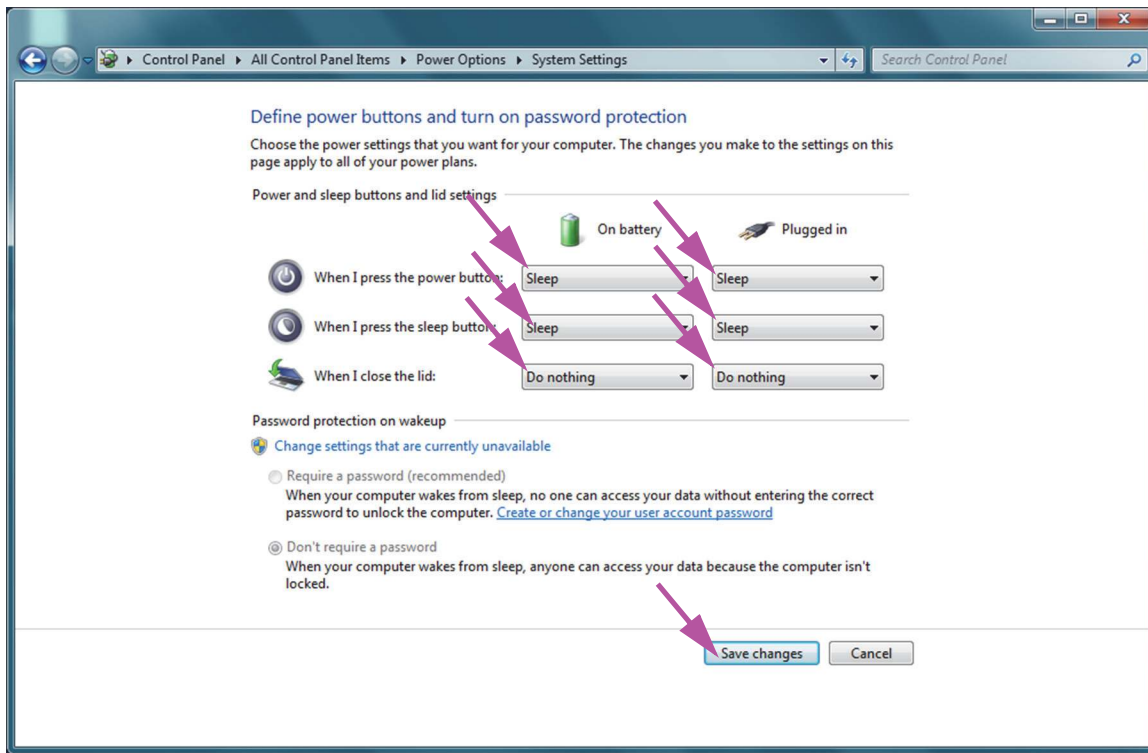 Control Panel All Control Panel Items Power Options System Settings
Search Control Panel
Define power buttons and turn on password protection
Choose the power settings that you want for your computer. The changes you make to the settings on this
page apply to all of your power plans.
Power and sleep buttons and lid settings
On battery Plugged in
When I press the power button: Sleep Sleep
When I press the sleep button: Sleep Sleep
When I close the lid: Do nothing Do nothing
Password protection on wakeup
Change settings that are currently unavailable
Require a password (recommended)
When your computer wakes from sleep, no one can access your data without entering the correct
password to unlock the computer. Create or change your user account password
Don't require a password
When your computer wakes from sleep, anyone can access your data because the computer isn't
locked.
Save changes Cancel